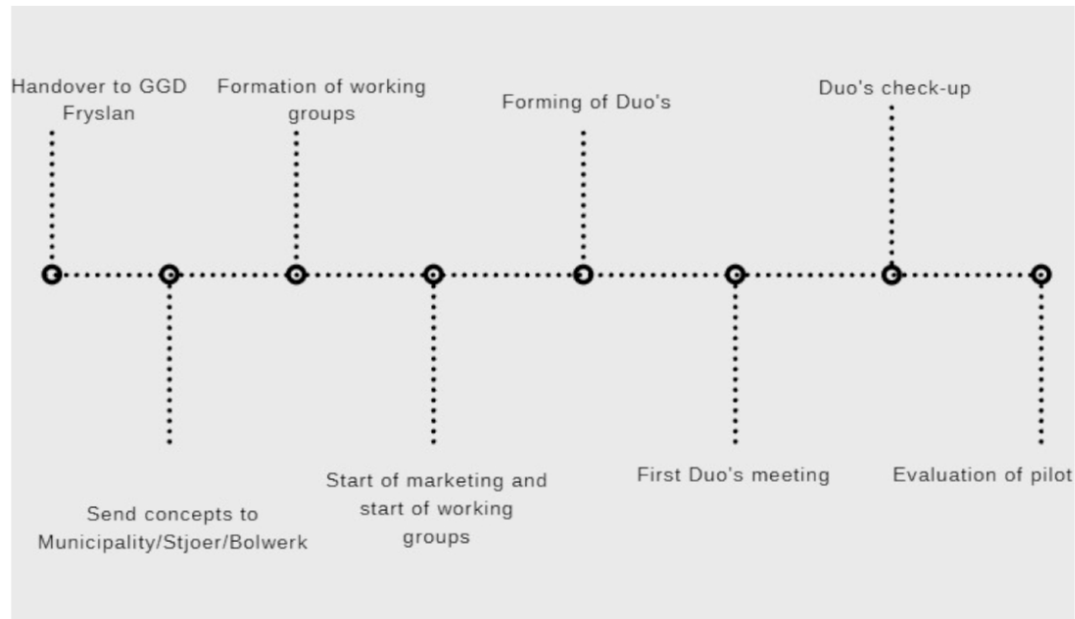 Handover to GGD
Fryslan
Formation of working
groups
Forming of Duo's
Duo's check-up
Send concepts to
Municipality/Stjoer/Bolwerk
Start of marketing and
start of working
groups
First Duo's meeting
Evaluation of pilot